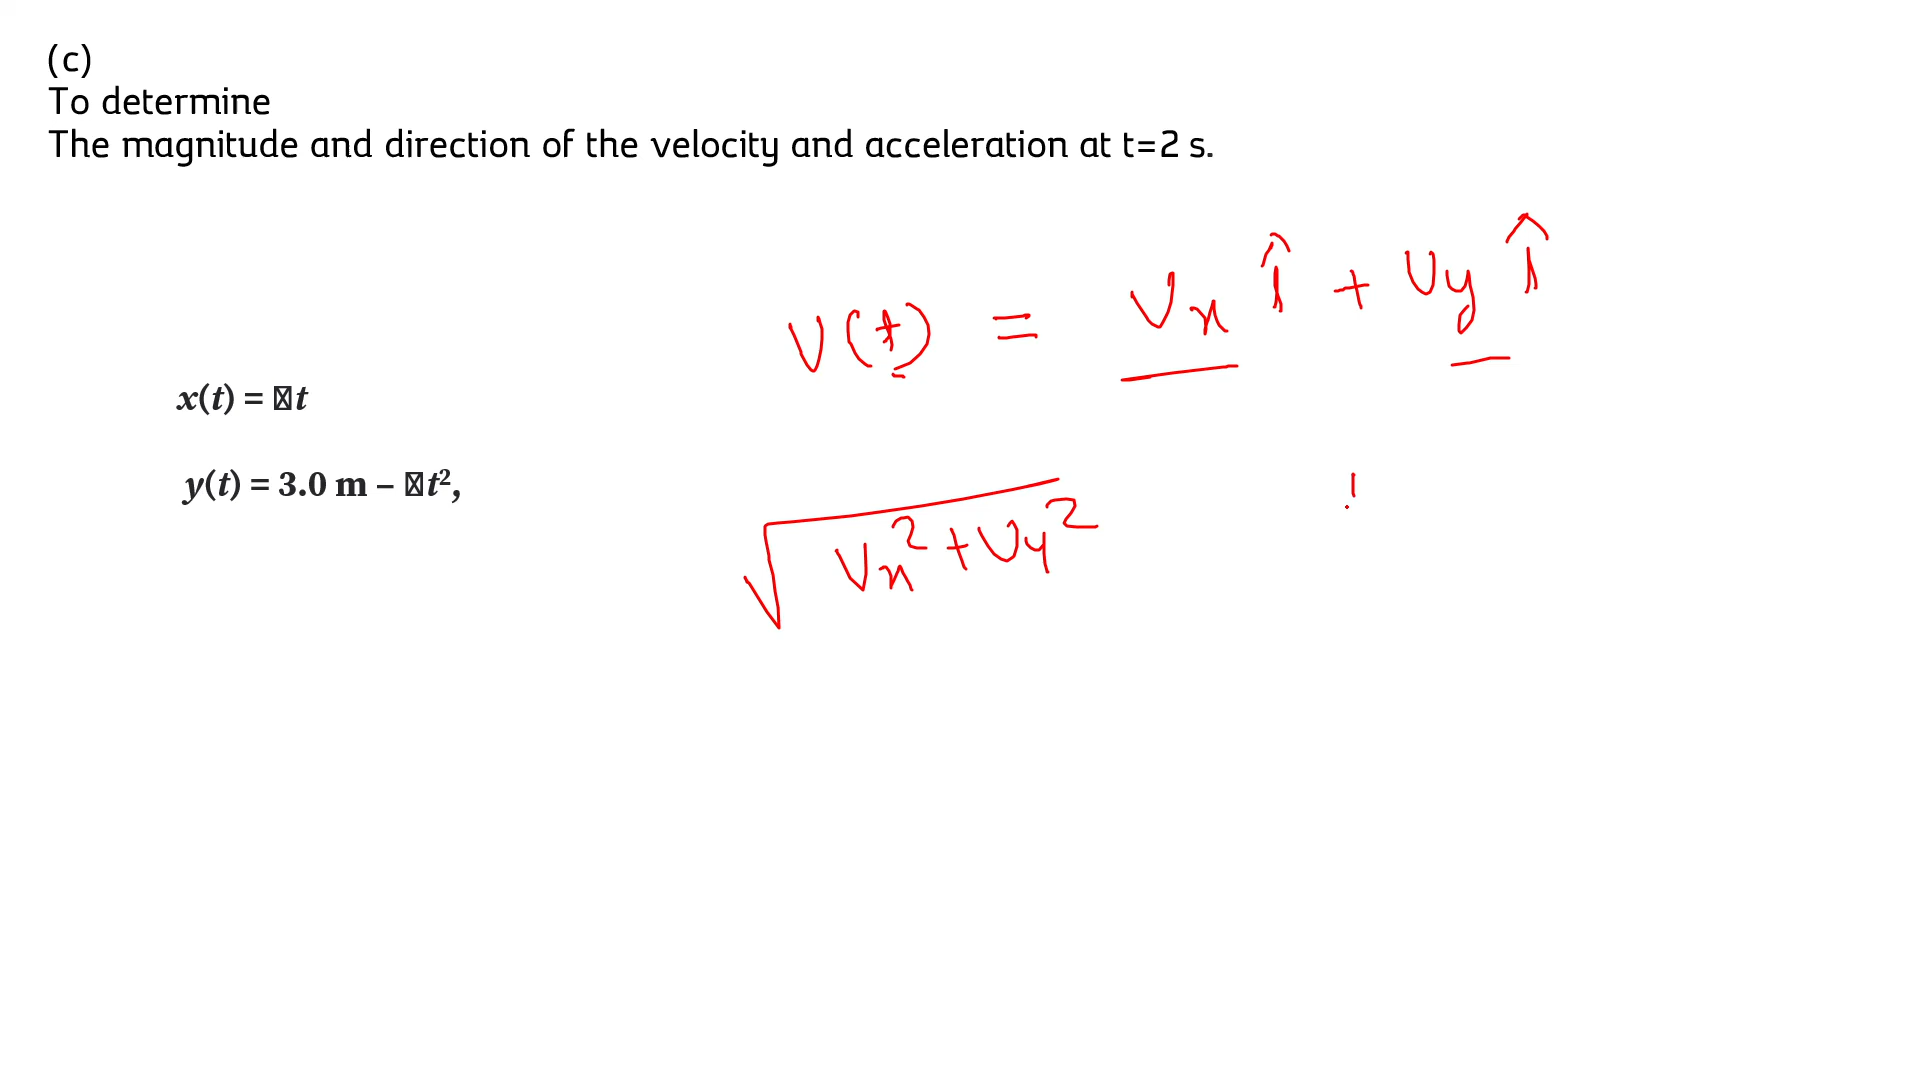 (c)
To determine
The magnitude and direction of the velocity and acceleration at t=2 s.
V(t) = Vx î + Vy î
x(t) = t
y(t) = 3.0 m – t²,
√Vx² + Vy²
!